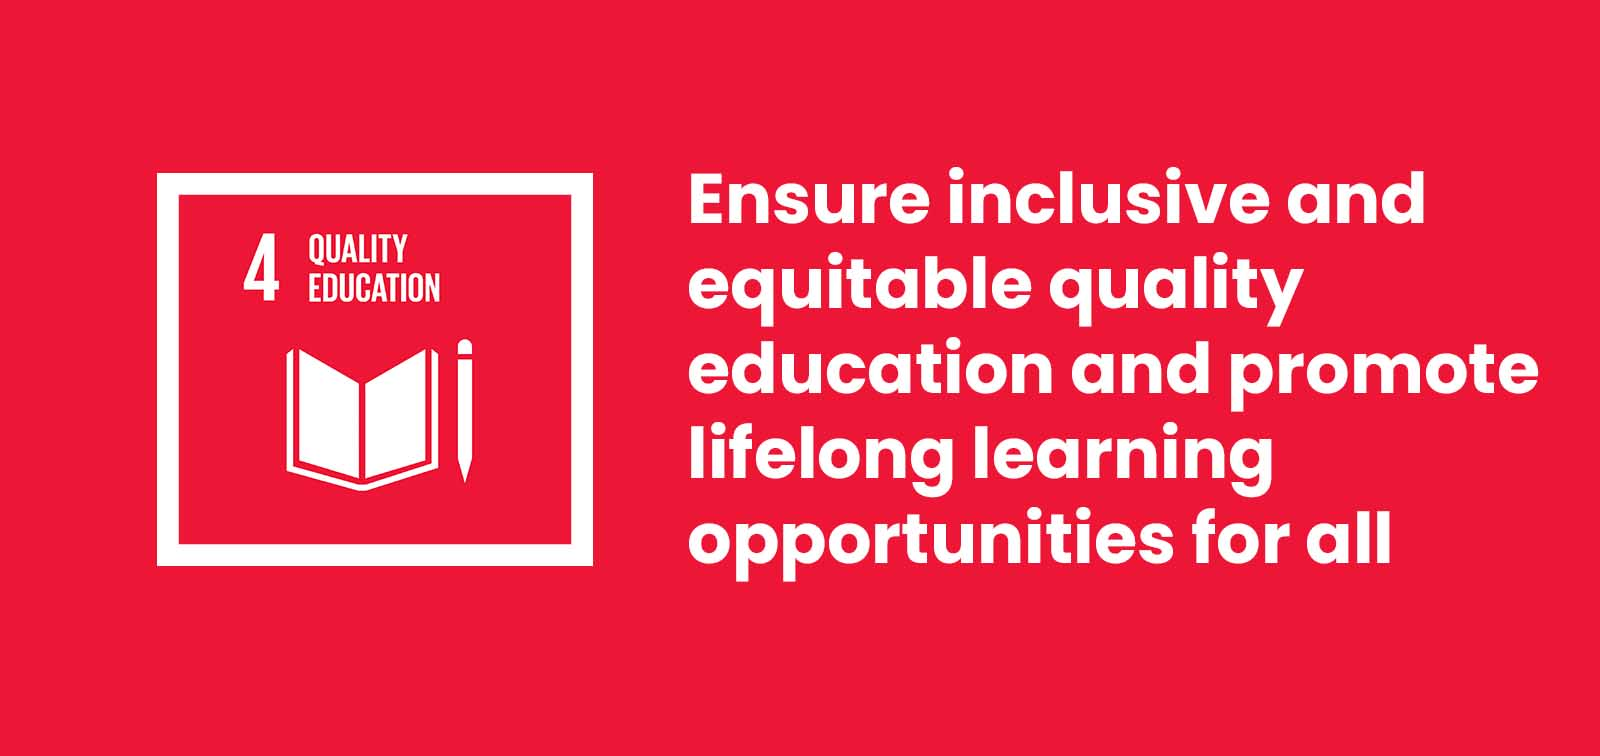 4 QUALITY
EDUCATION
Ensure inclusive and
equitable quality
education and promote
lifelong learning
opportunities for all